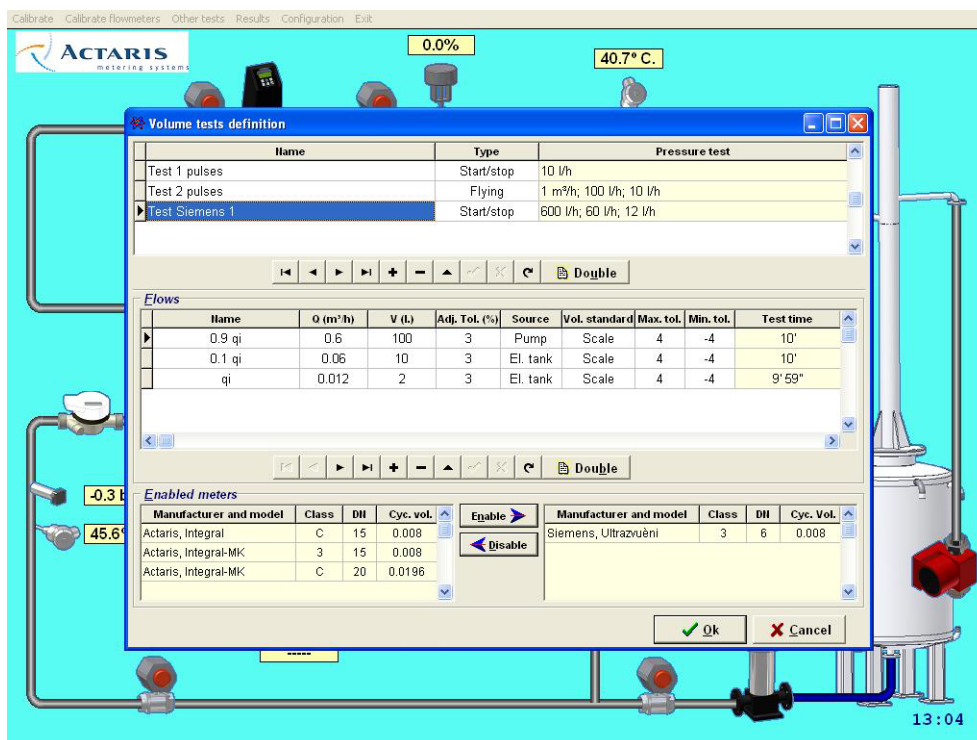 Calibrate Calibrate flowmeters Other tests Results Configuration Exit
ACTARIS
metering systems
0.0%
40.7° C.
Volume tests definition
Name Type Pressure test
Test 1 pulses Start/stop 10 l/h
Test 2 pulses Flying 1 m³/h; 100 l/h; 10 l/h
Test Siemens 1 Start/stop 600 l/h; 60 l/h; 12 l/h
Double
Flows
Name Q (m³/h) V (l.) Adj. Tol. (%) Source Vol. standard Max. tol. Min. tol. Test time
0.9 qi 0.6 100 3 Pump Scale 4 -4 10'
0.1 qi 0.06 10 3 El. tank Scale 4 -4 10'
qi 0.012 2 3 El. tank Scale 4 -4 9' 59"
Double
-0.3
45.6°
Enabled meters
Manufacturer and model Class DN Cyc. vol.
Actaris, Integral C 15 0.008
Actaris, Integral-MK 3 15 0.008
Actaris, Integral-MK C 20 0.0196
Enable
Disable
Manufacturer and model Class DN Cyc. Vol.
Siemens, Ultrazvuèni 3 6 0.008
Ok Cancel
-----
13:04